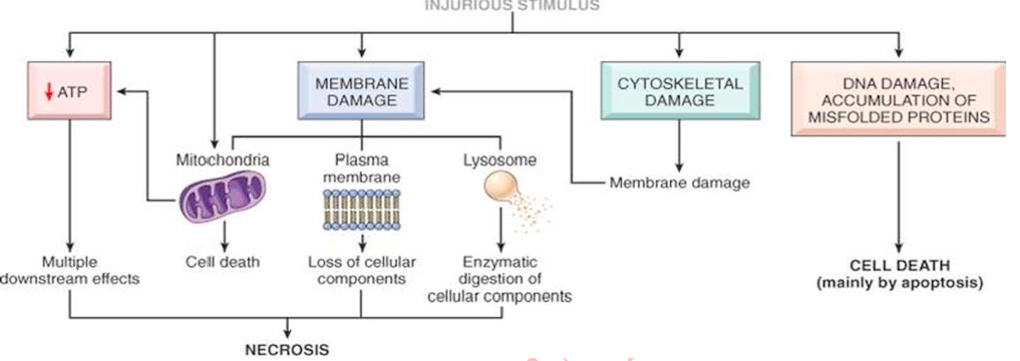 INJURIOUS STIMULUS
↓ ATP
MEMBRANE
DAMAGE
CYTOSKELETAL
DAMAGE
DNA DAMAGE,
ACCUMULATION OF
MISFOLDED PROTEINS
Mitochondria
Plasma
membrane
Lysosome
Membrane damage
Multiple
downstream effects
Cell death
Loss of cellular
components
Enzymatic
digestion of
cellular components
CELL DEATH
(mainly by apoptosis)
NECROSIS